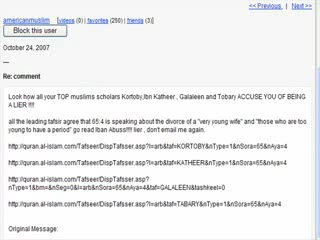 << Previous | Next >>
americanmuslim [videos (0) | favorites (250) | friends (3)]
Block this user
October 24, 2007
—
Re: comment
Look how all your TOP muslims scholars Kortoby,Ibn Katheer , Galaleen and Tobary ACCUSE YOU OF BEING
A LIER !!!!
all the leading tafsir agree that 65:4 is speaking about the divorce of a "very young wife" and "those who are too
young to have a period" go read Iban Abuss!!!! lier , don't email me again.
http://quran.al-islam.com/Tafseer/DispTafsser.asp?l=arb&taf=KORTOBY&nType=1&nSora=65&nAya=4
http://quran.al-islam.com/Tafseer/DispTafsser.asp?l=arb&taf=KATHEER&nType=1&nSora=65&nAya=4
http://quran.al-islam.com/Tafseer/DispTafsser.asp?
nType=1&bm=&nSeg=0&l=arb&nSora=65&nAya=4&taf=GALALEEN&tashkeel=0
http://quran.al-islam.com/Tafseer/DispTafsser.asp?l=arb&taf=TABARY&nType=1&nSora=65&nAya=4
Original Message: